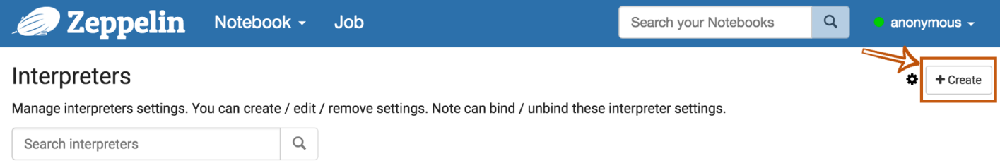 Zeppelin Notebook Job Search your Notebooks anonymous
Interpreters
+ Create
Manage interpreters settings. You can create / edit / remove settings. Note can bind / unbind these interpreter settings.
Search interpreters